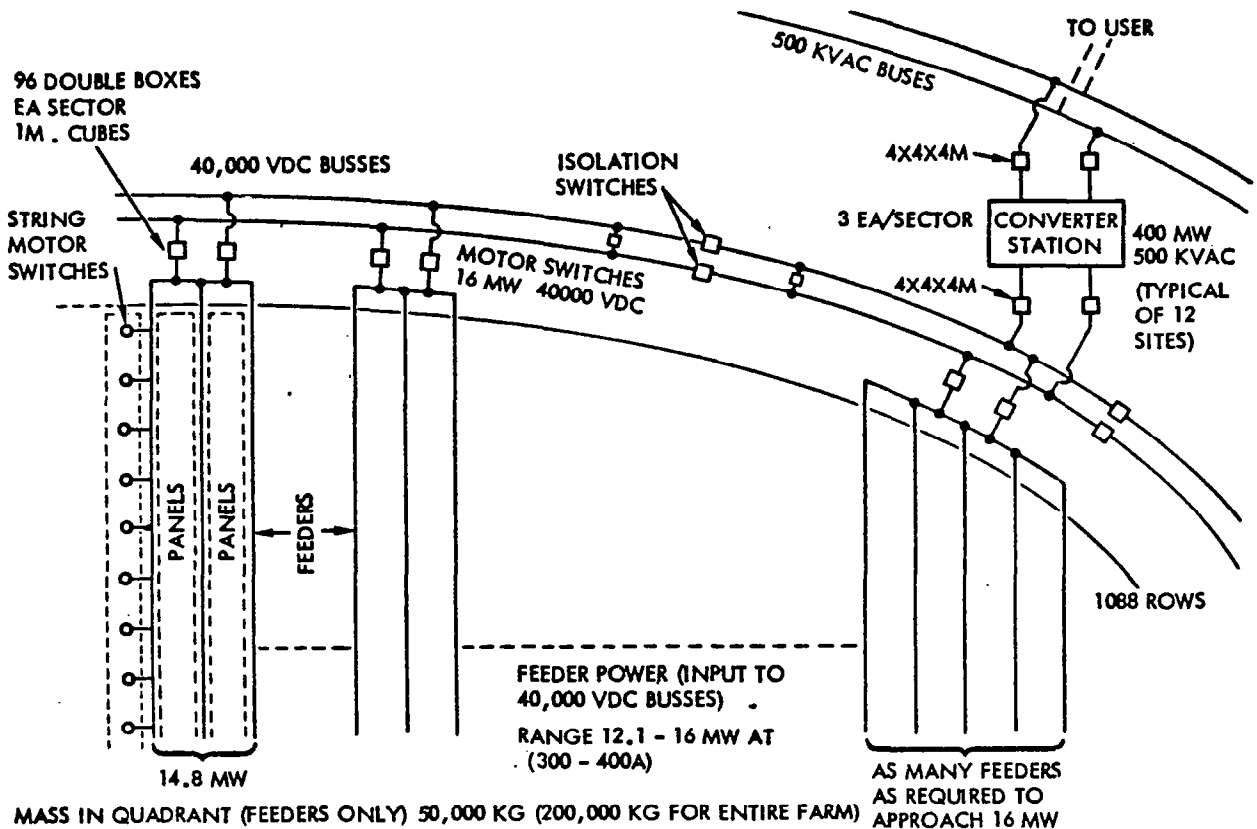 TO USER
500 KVAC BUSES
96 DOUBLE BOXES
EA SECTOR
1M . CUBES
40,000 VDC BUSSES
ISOLATION
SWITCHES
4X4X4M
STRING
MOTOR
SWITCHES
3 EA/SECTOR
CONVERTER
STATION
400 MW
500 KVAC
(TYPICAL
OF 12
SITES)
MOTOR SWITCHES
16 MW 40000 VDC
4X4X4M
PANELS
PANELS
FEEDERS
1088 ROWS
FEEDER POWER (INPUT TO
40,000 VDC BUSSES) .
RANGE 12.1 - 16 MW AT
(300 - 400A)
14.8 MW
AS MANY FEEDERS
AS REQUIRED TO
APPROACH 16 MW
MASS IN QUADRANT (FEEDERS ONLY) 50,000 KG (200,000 KG FOR ENTIRE FARM)